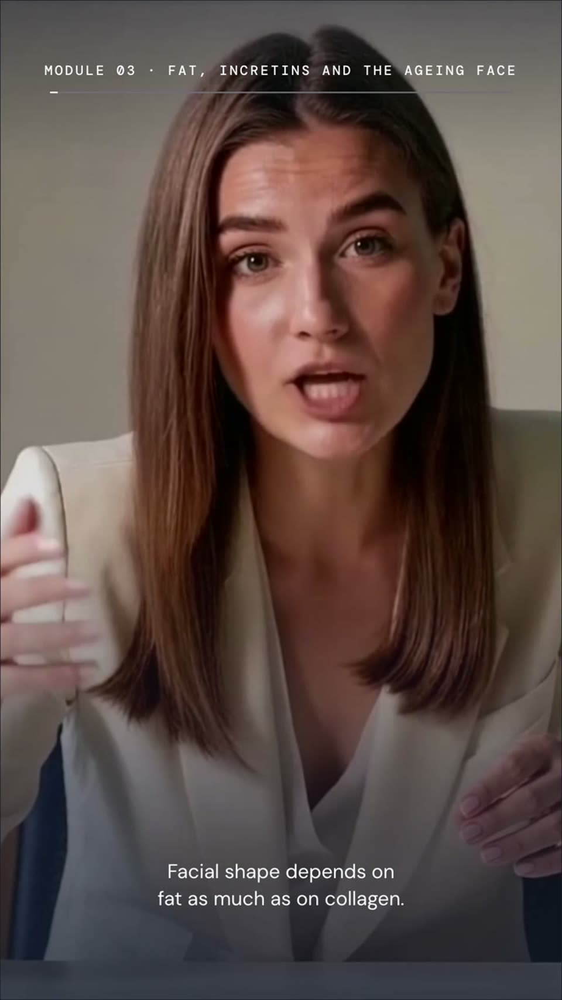 MODULE 03 · FAT, INCRETINS AND THE AGEING FACE
Facial shape depends on
fat as much as on collagen.